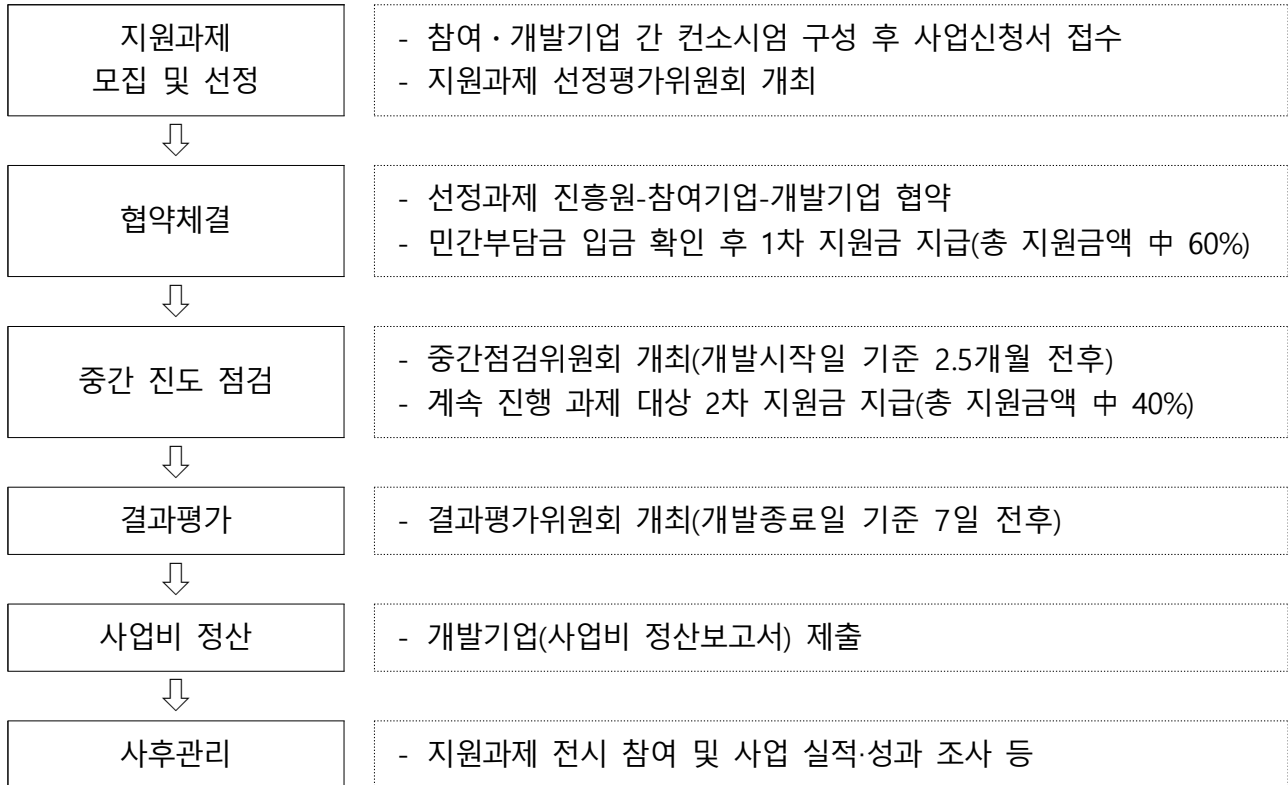 지원과제
모집 및 선정
- 참여・개발기업 간 컨소시엄 구성 후 사업신청서 접수
- 지원과제 선정평가위원회 개최
협약체결
- 선정과제 진흥원-참여기업-개발기업 협약
- 민간부담금 입금 확인 후 1차 지원금 지급(총 지원금액 中 60%)
중간 진도 점검
- 중간점검위원회 개최(개발시작일 기준 2.5개월 전후)
- 계속 진행 과제 대상 2차 지원금 지급(총 지원금액 中 40%)
결과평가
- 결과평가위원회 개최(개발종료일 기준 7일 전후)
사업비 정산
- 개발기업(사업비 정산보고서) 제출
사후관리
- 지원과제 전시 참여 및 사업 실적·성과 조사 등